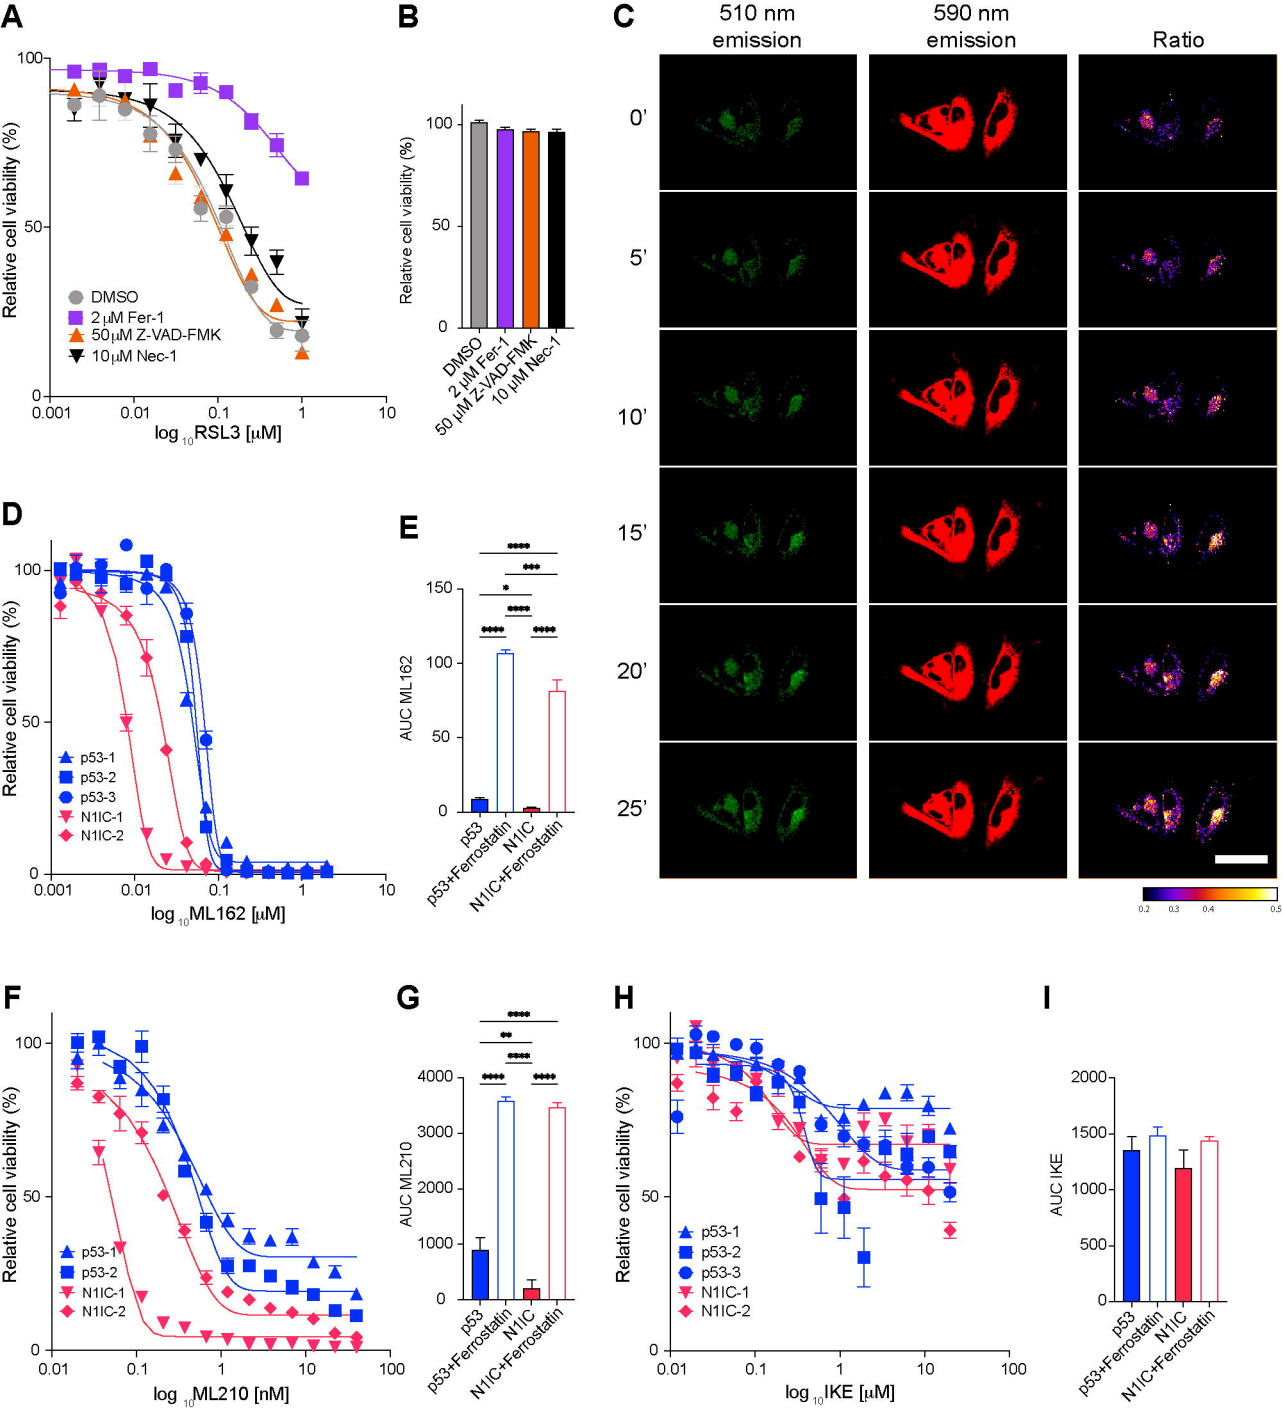 A
Relative cell viability (%)
100
50
0
0.001
0.01
0.1
1
10
log10RSL3 [µM]
DMSO
2 µM Fer-1
50 µM Z-VAD-FMK
10 µM Nec-1
B
Relative cell viability (%)
100
50
0
DMSO
2 µM Fer-1
50 µM Z-VAD-FMK
10 µM Nec-1
C
510 nm
emission
590 nm
emission
Ratio
0’
5’
10’
15’
20’
25’
0.2
0.3
0.4
0.5
D
Relative cell viability (%)
100
50
0
0.001
0.01
0.1
1
10
log10ML162 [µM]
p53-1
p53-2
p53-3
N1IC-1
N1IC-2
E
AUC ML162
150
100
50
0
****
***
*
****
****
****
p53
p53+Ferrostatin
N1IC
N1IC+Ferrostatin
F
Relative cell viability (%)
100
50
0
0.01
0.1
1
10
100
log10ML210 [nM]
p53-1
p53-2
N1IC-1
N1IC-2
G
AUC ML210
4000
3000
2000
1000
0
****
**
****
****
****
p53
p53+Ferrostatin
N1IC
N1IC+Ferrostatin
H
Relative cell viability (%)
100
50
0
0.01
0.1
1
10
100
log10IKE [µM]
p53-1
p53-2
p53-3
N1IC-1
N1IC-2
I
AUC IKE
2000
1500
1000
500
0
p53
p53+Ferrostatin
N1IC
N1IC+Ferrostatin